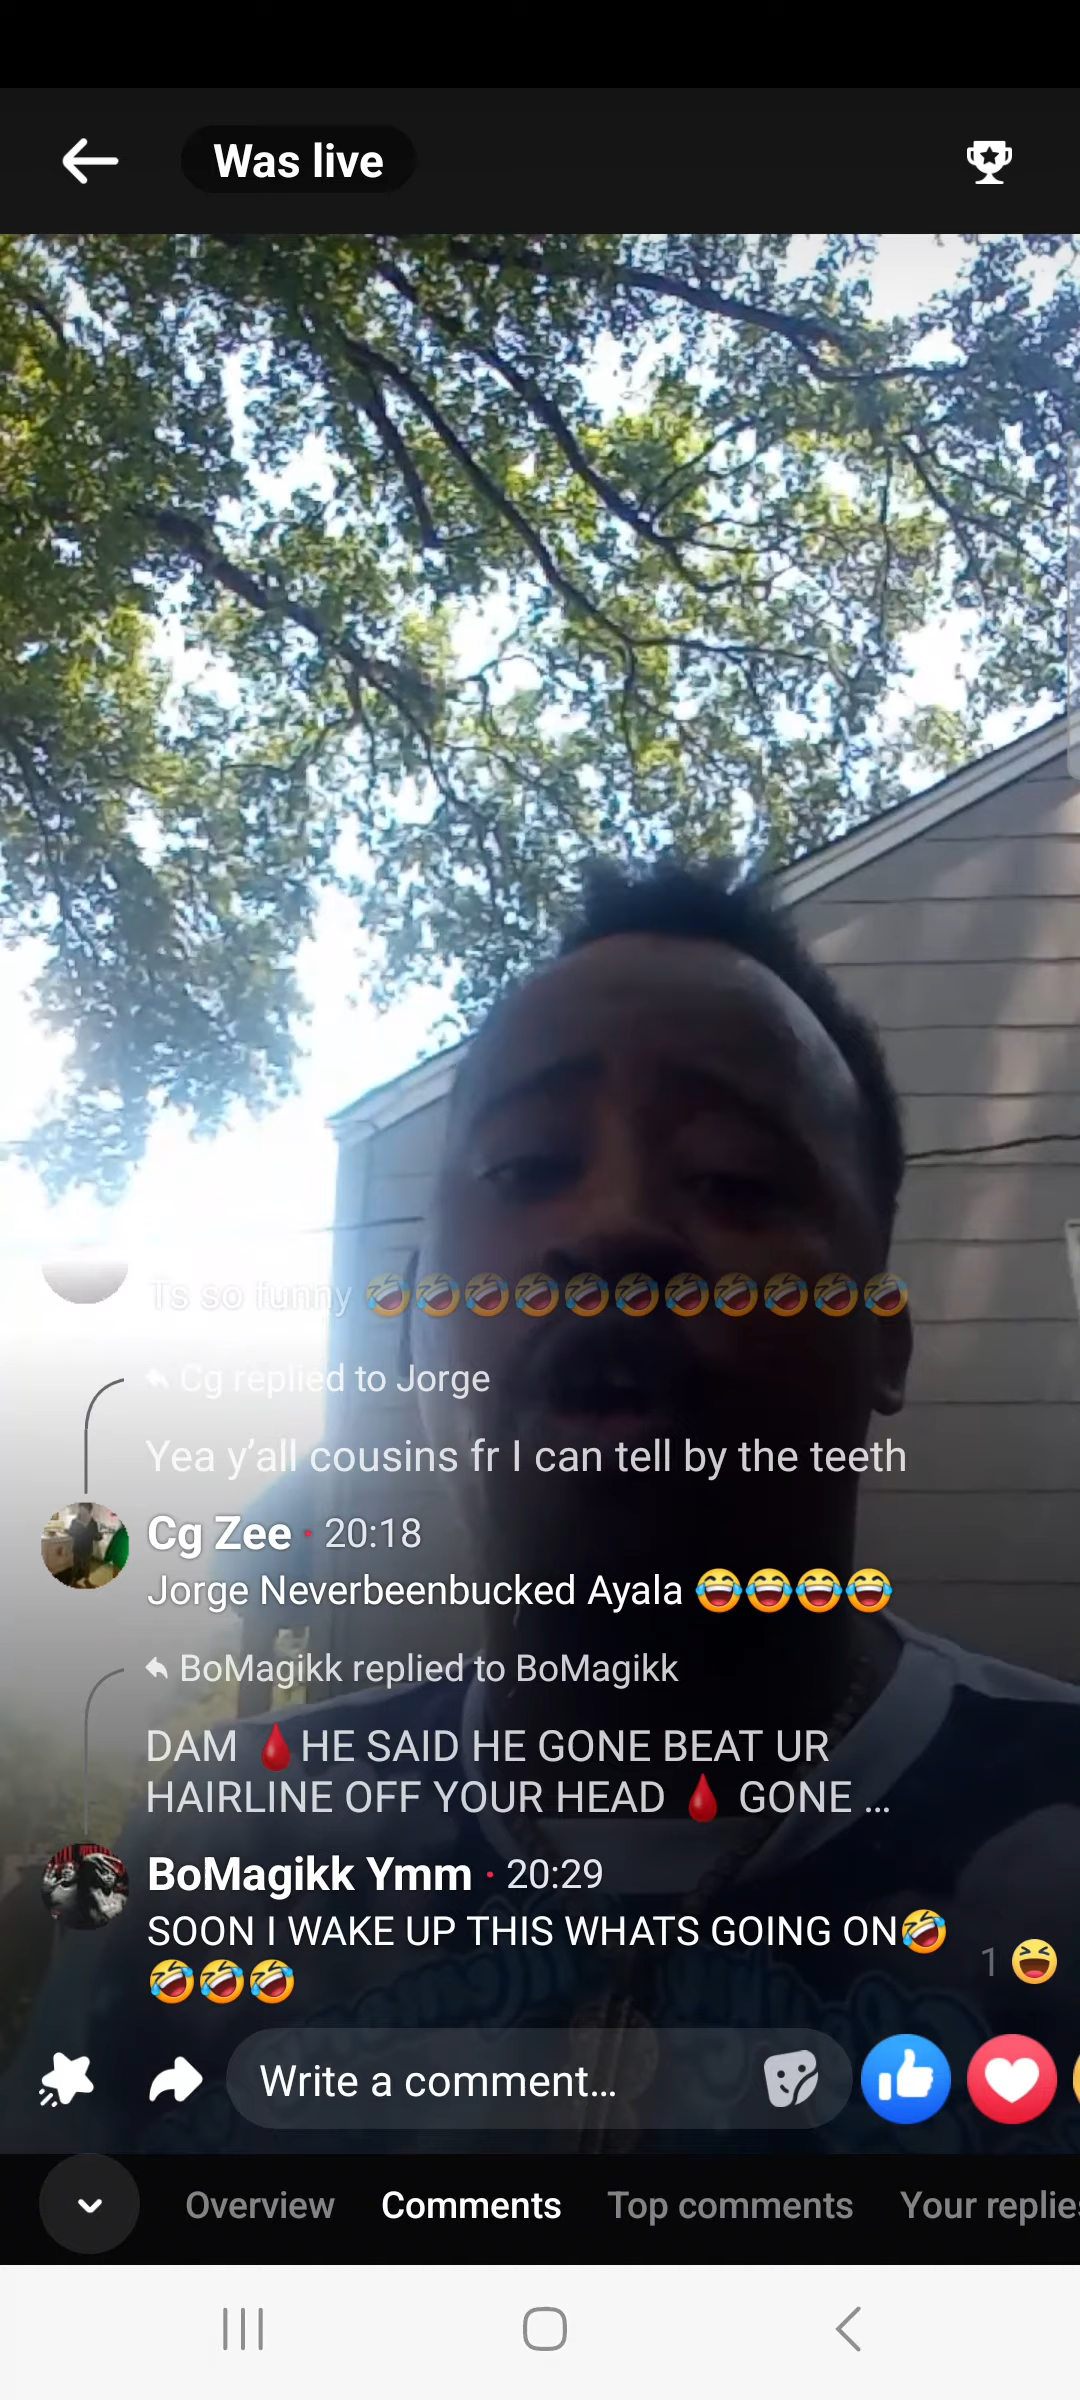 Was live
Ts so funny 🤣🤣🤣🤣🤣🤣🤣🤣🤣🤣🤣
Cg replied to Jorge
Yea y'all cousins fr I can tell by the teeth
Cg Zee · 20:18
Jorge Neverbeenbucked Ayala 😂😂😂😂
BoMagikk replied to BoMagikk
DAM 🩸HE SAID HE GONE BEAT UR
HAIRLINE OFF YOUR HEAD 🩸 GONE ...
BoMagikk Ymm · 20:29
SOON I WAKE UP THIS WHATS GOING ON🤣
🤣🤣🤣
1 😆
Write a comment...
Overview Comments Top comments Your replies